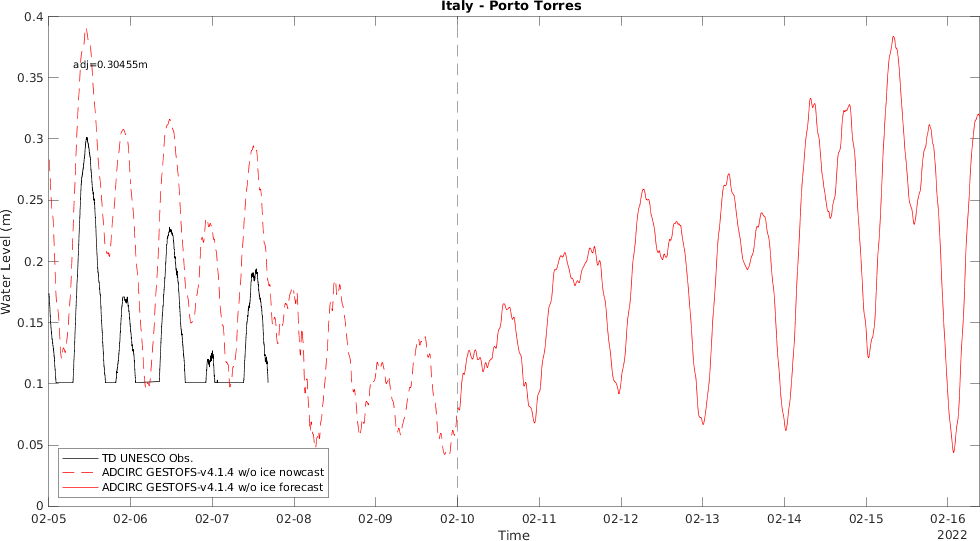 Italy - Porto Torres
adj=0.30455m
0.4
0.35
0.3
0.25
0.2
0.15
0.1
0.05
0
Water Level (m)
TD UNESCO Obs.
ADCIRC GESTOFS-v4.1.4 w/o ice nowcast
ADCIRC GESTOFS-v4.1.4 w/o ice forecast
02-05 02-06 02-07 02-08 02-09 02-10 02-11 02-12 02-13 02-14 02-15 02-16
Time
2022